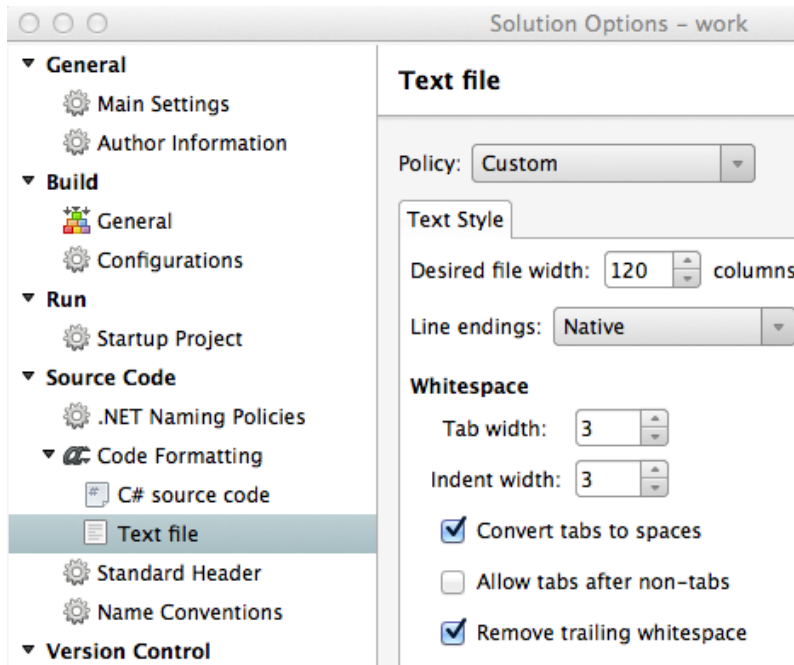 Solution Options – work
General
Main Settings
Author Information
Build
General
Configurations
Run
Startup Project
Source Code
.NET Naming Policies
Code Formatting
C# source code
Text file
Standard Header
Name Conventions
Version Control
Text file
Policy: Custom
Text Style
Desired file width: 120 columns
Line endings: Native
Whitespace
Tab width: 3
Indent width: 3
Convert tabs to spaces
Allow tabs after non-tabs
Remove trailing whitespace